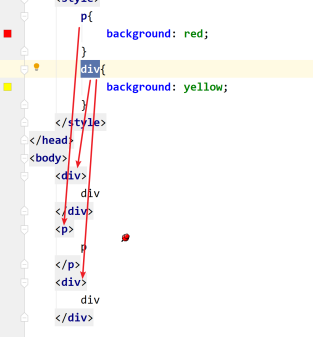 <style>
p{
background: red;
}
div{
background: yellow;
}
</style>
</head>
<body>
<div>
div
</div>
<p>
p
</p>
<div>
div
</div>